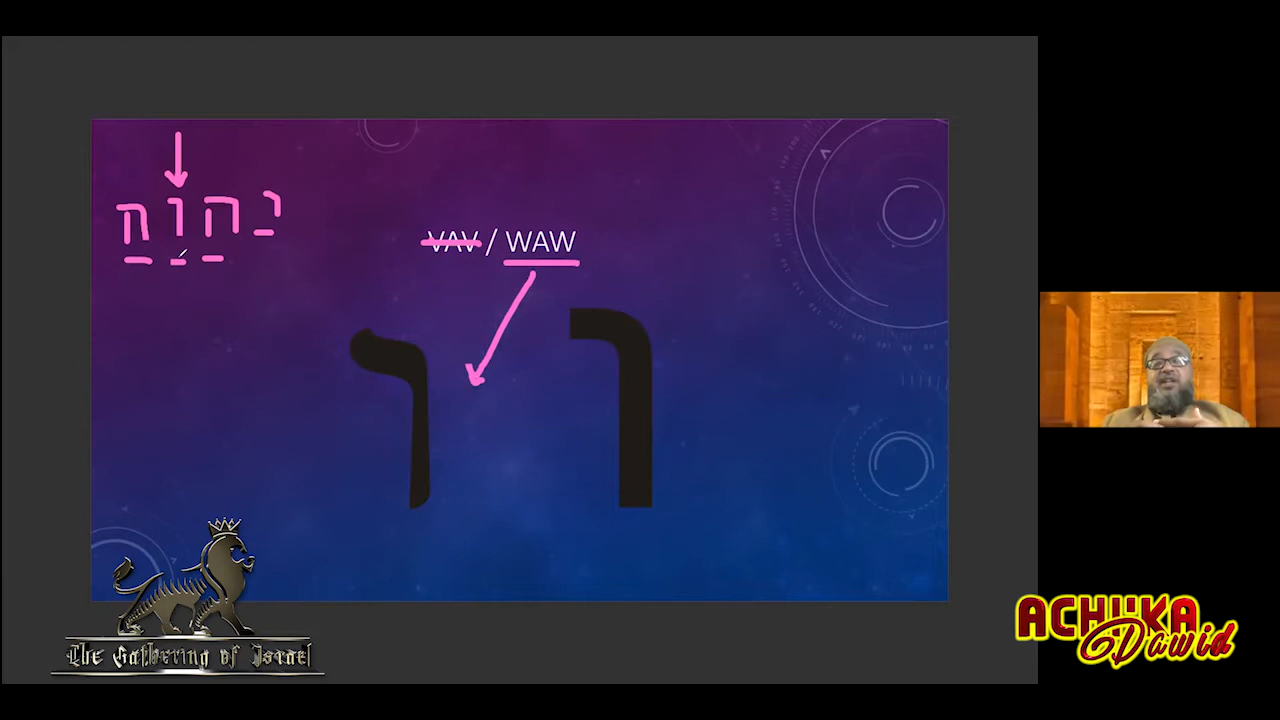 יהוה
VAV / WAW
ו ו
The Gathering of Israel
ACHUKA
Dawid